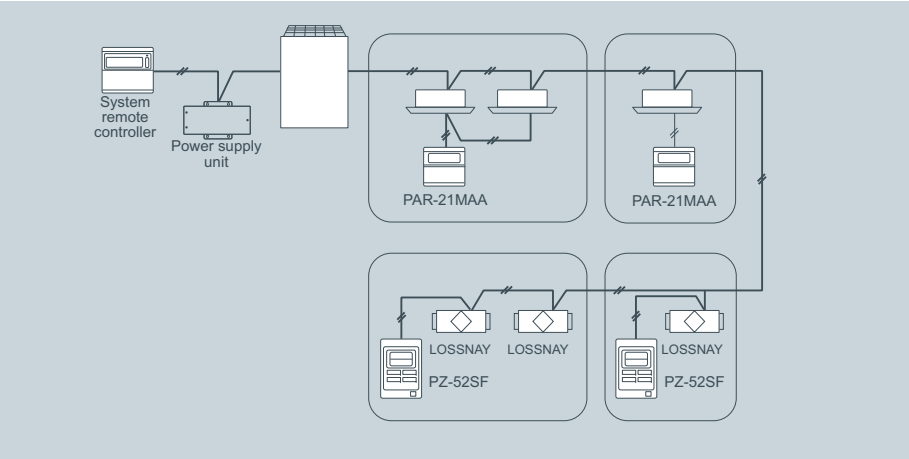 System
remote
controller
Power supply
unit
PAR-21MAA
PAR-21MAA
LOSSNAY
LOSSNAY
LOSSNAY
PZ-52SF
PZ-52SF